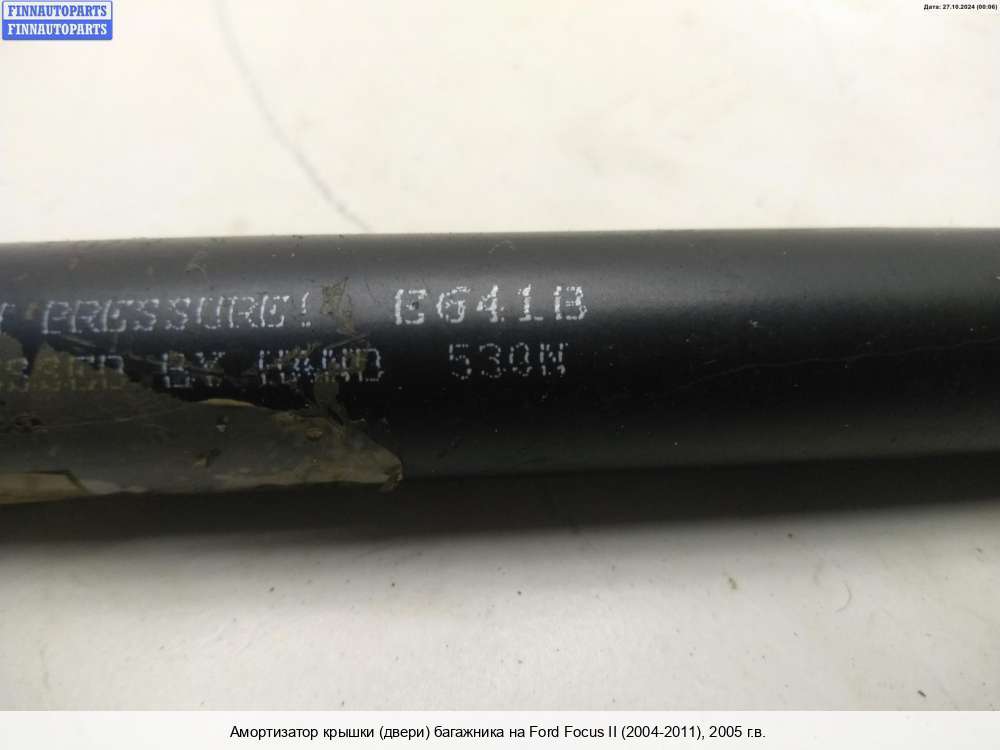 FINNAUTOPARTS
FINNAUTOPARTS
Дата: 27.10.2024 (00:06)
PRESSURE! E641B
BY HAND 530N
Амортизатор крышки (двери) багажника на Ford Focus II (2004-2011), 2005 г.в.